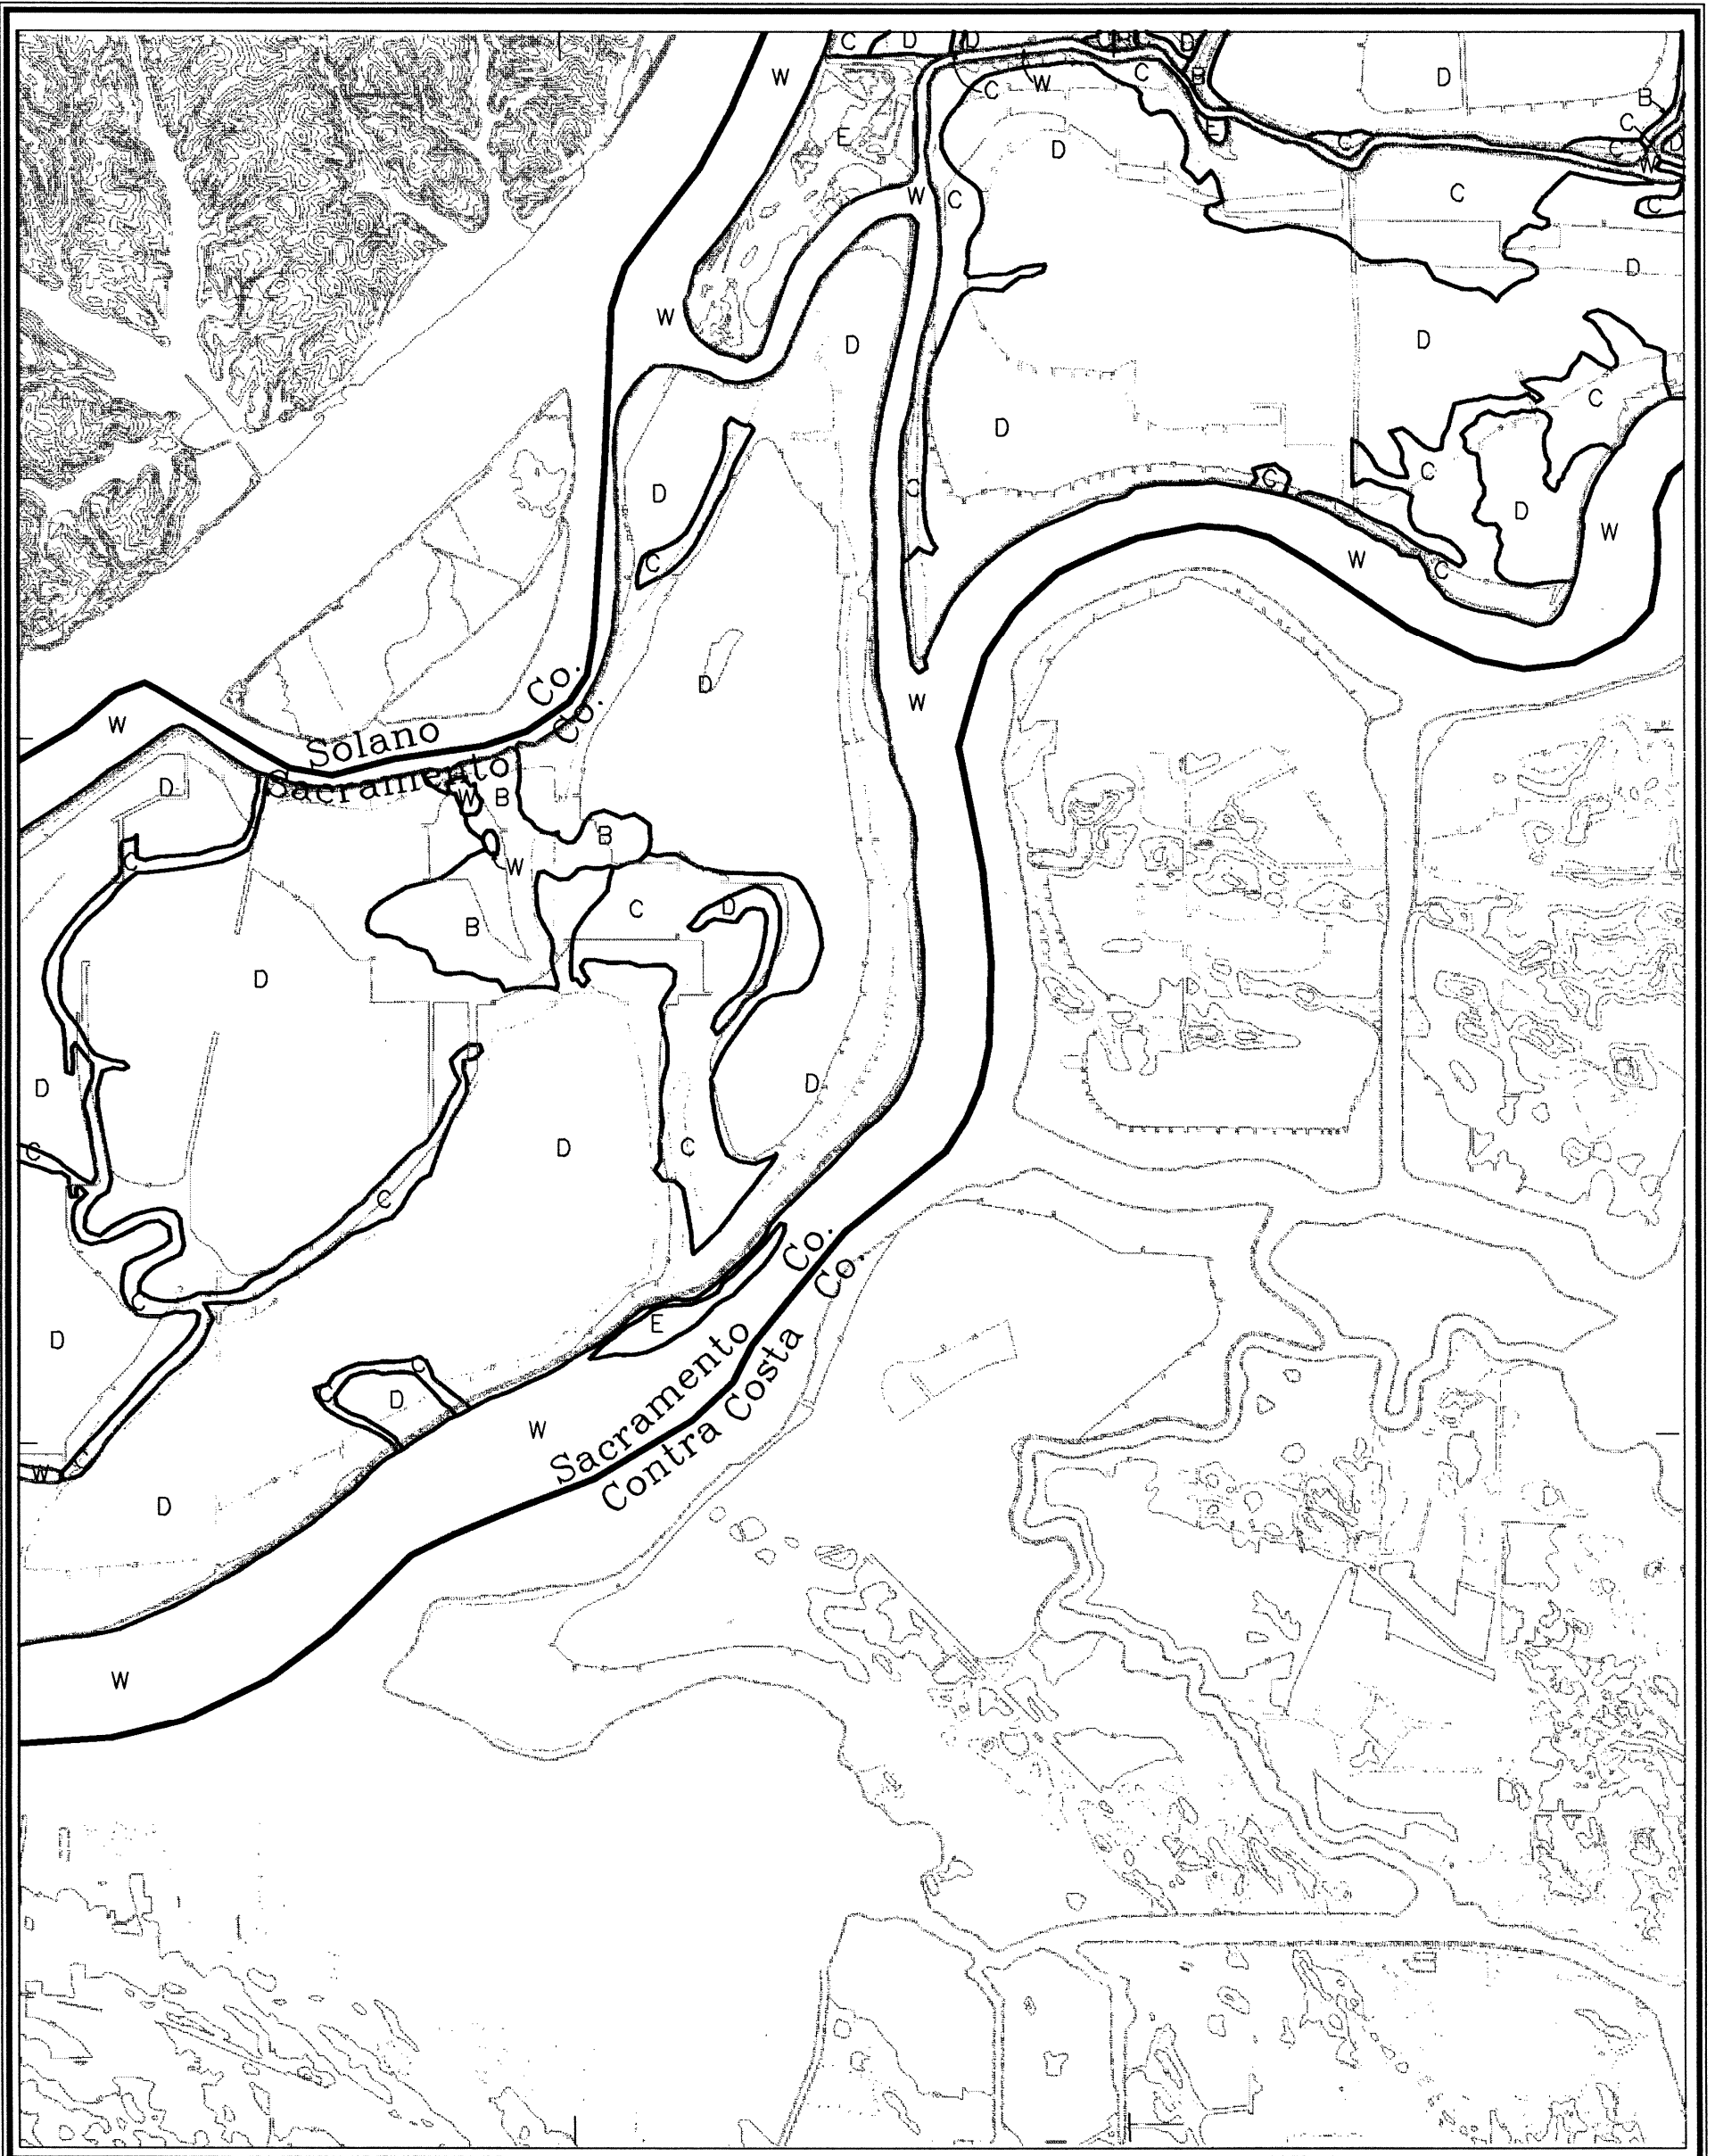 C D D C B C D
W C W C B D
E E C B
D C C D
W C C C W
D
W D D D
D C
D C C
C D W
D C W
C
D W
Co.
W Solano Co.
D Sacramento
W B B
C W
B C D
D
D D
C D C
C
C Co.
D E Co.
C D C Sacramento
W Contra Costa
W C
D
W